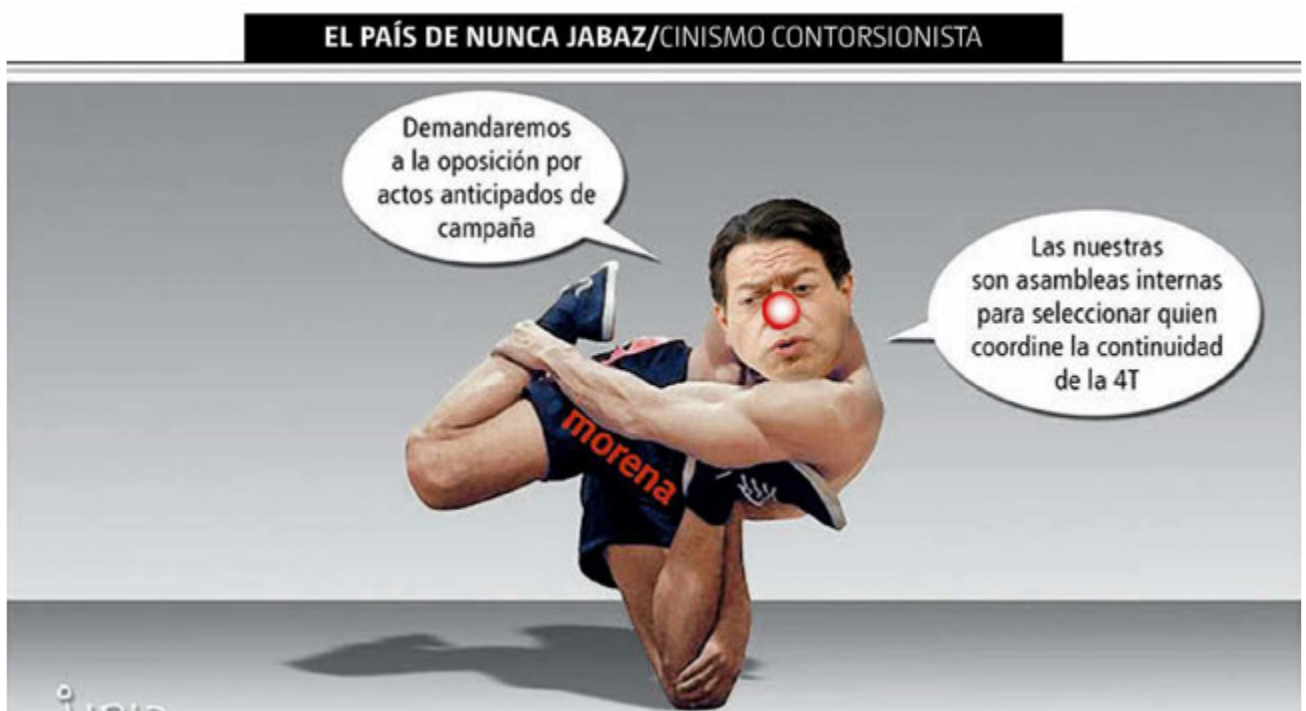 EL PAÍS DE NUNCA JABAZ/CINISMO CONTORSIONISTA
Demandaremos
a la oposición por
actos anticipados de
campaña
Las nuestras
son asambleas internas
para seleccionar quien
coordine la continuidad
de la 4T
morena